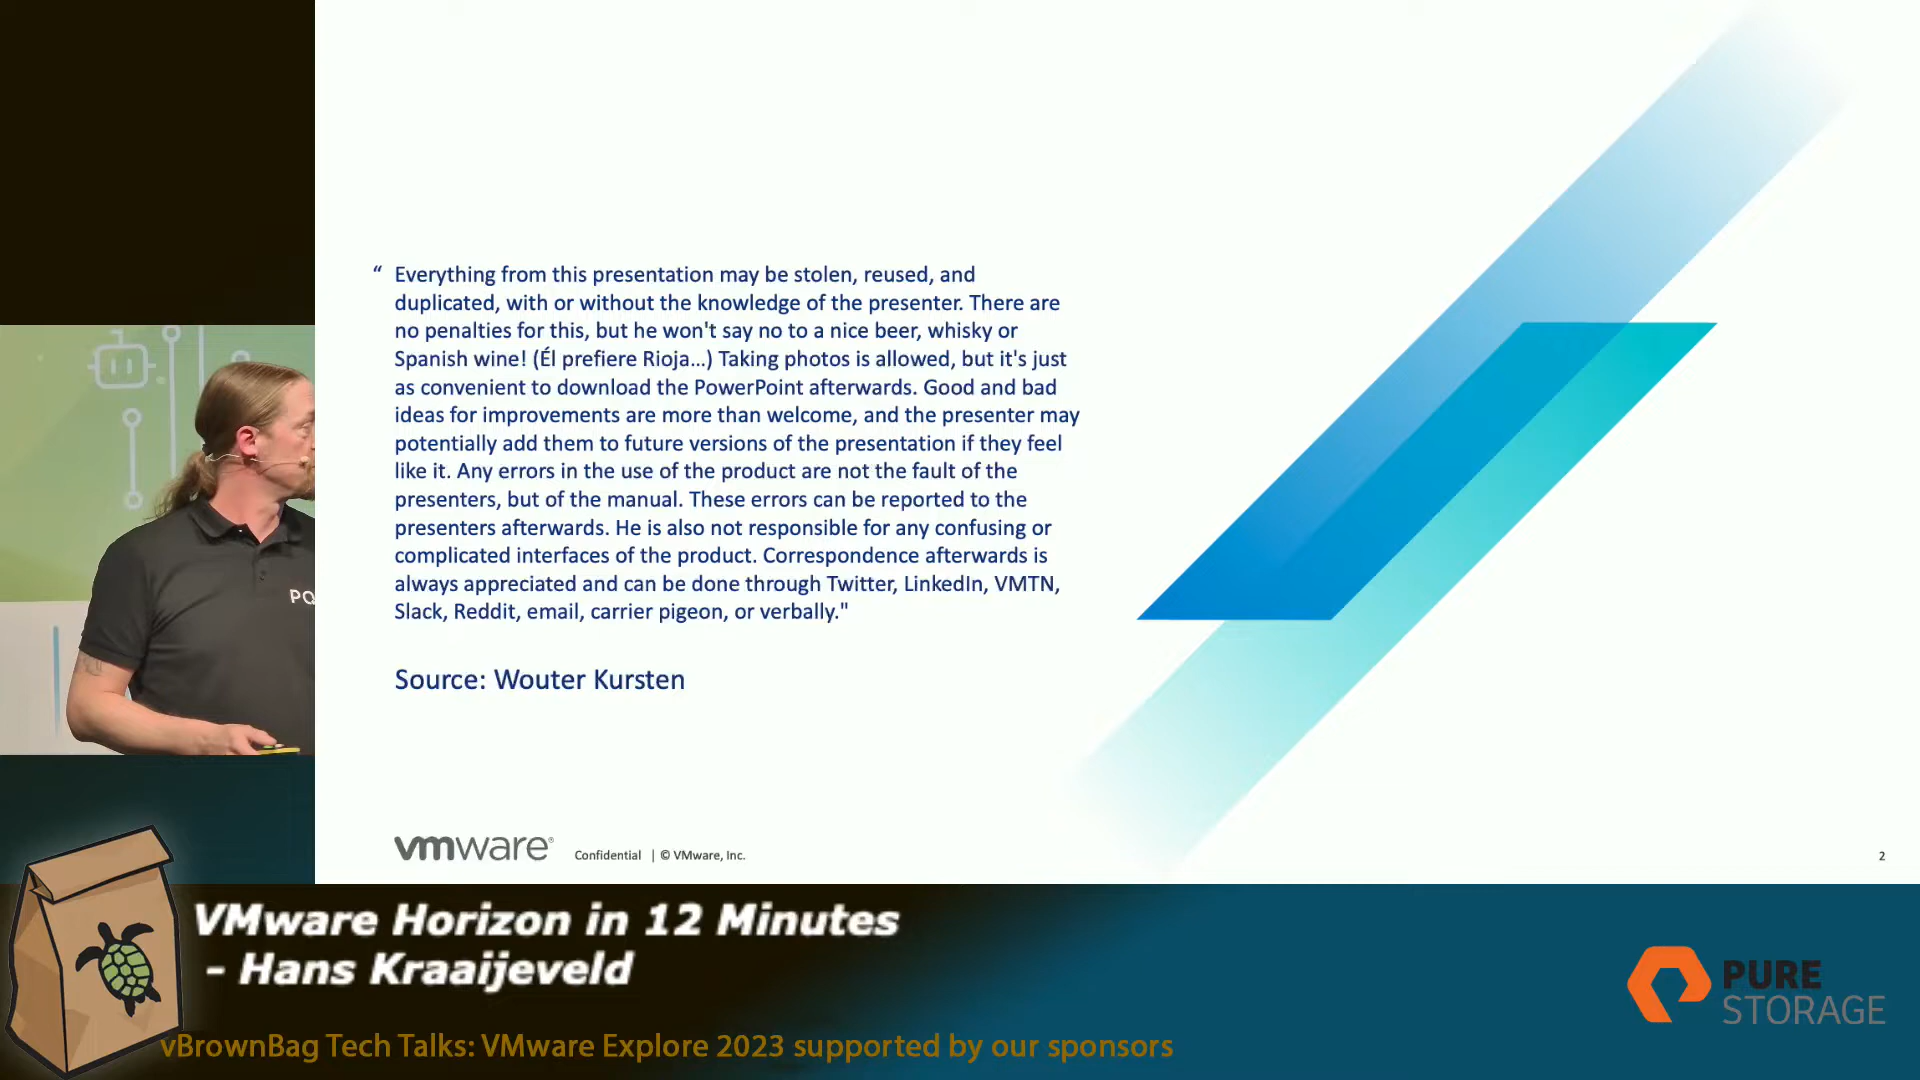 “ Everything from this presentation may be stolen, reused, and
duplicated, with or without the knowledge of the presenter. There are
no penalties for this, but he won't say no to a nice beer, whisky or
Spanish wine! (Él prefiere Rioja...) Taking photos is allowed, but it's just
as convenient to download the PowerPoint afterwards. Good and bad
ideas for improvements are more than welcome, and the presenter may
potentially add them to future versions of the presentation if they feel
like it. Any errors in the use of the product are not the fault of the
presenters, but of the manual. These errors can be reported to the
presenters afterwards. He is also not responsible for any confusing or
complicated interfaces of the product. Correspondence afterwards is
always appreciated and can be done through Twitter, LinkedIn, VMTN,
Slack, Reddit, email, carrier pigeon, or verbally."
Source: Wouter Kursten
PQ
vmware®
Confidential | © VMware, Inc.
2
VMware Horizon in 12 Minutes
- Hans Kraaijeveld
PURE
STORAGE
vBrownBag Tech Talks: VMware Explore 2023 supported by our sponsors